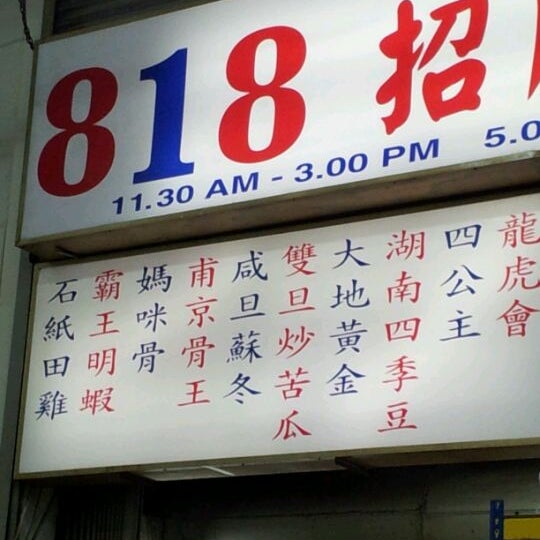 818 招
11.30 AM - 3.00 PM 5.0
龍虎會
四公主
湖南四季豆
大地黃金
雙旦炒苦瓜
咸旦蘇冬
甫京骨王
媽咪骨
霸王明蝦
石紙田雞